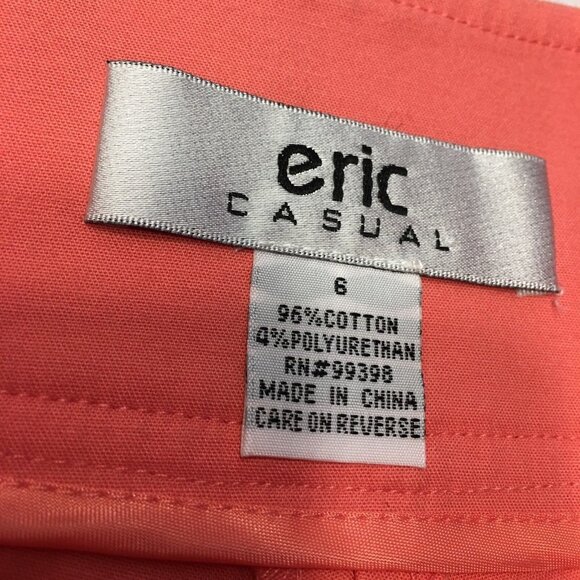 eric
CASUAL
6
96%COTTON
4%POLYURETHAN
RN#99398
MADE IN CHINA
CARE ON REVERSE